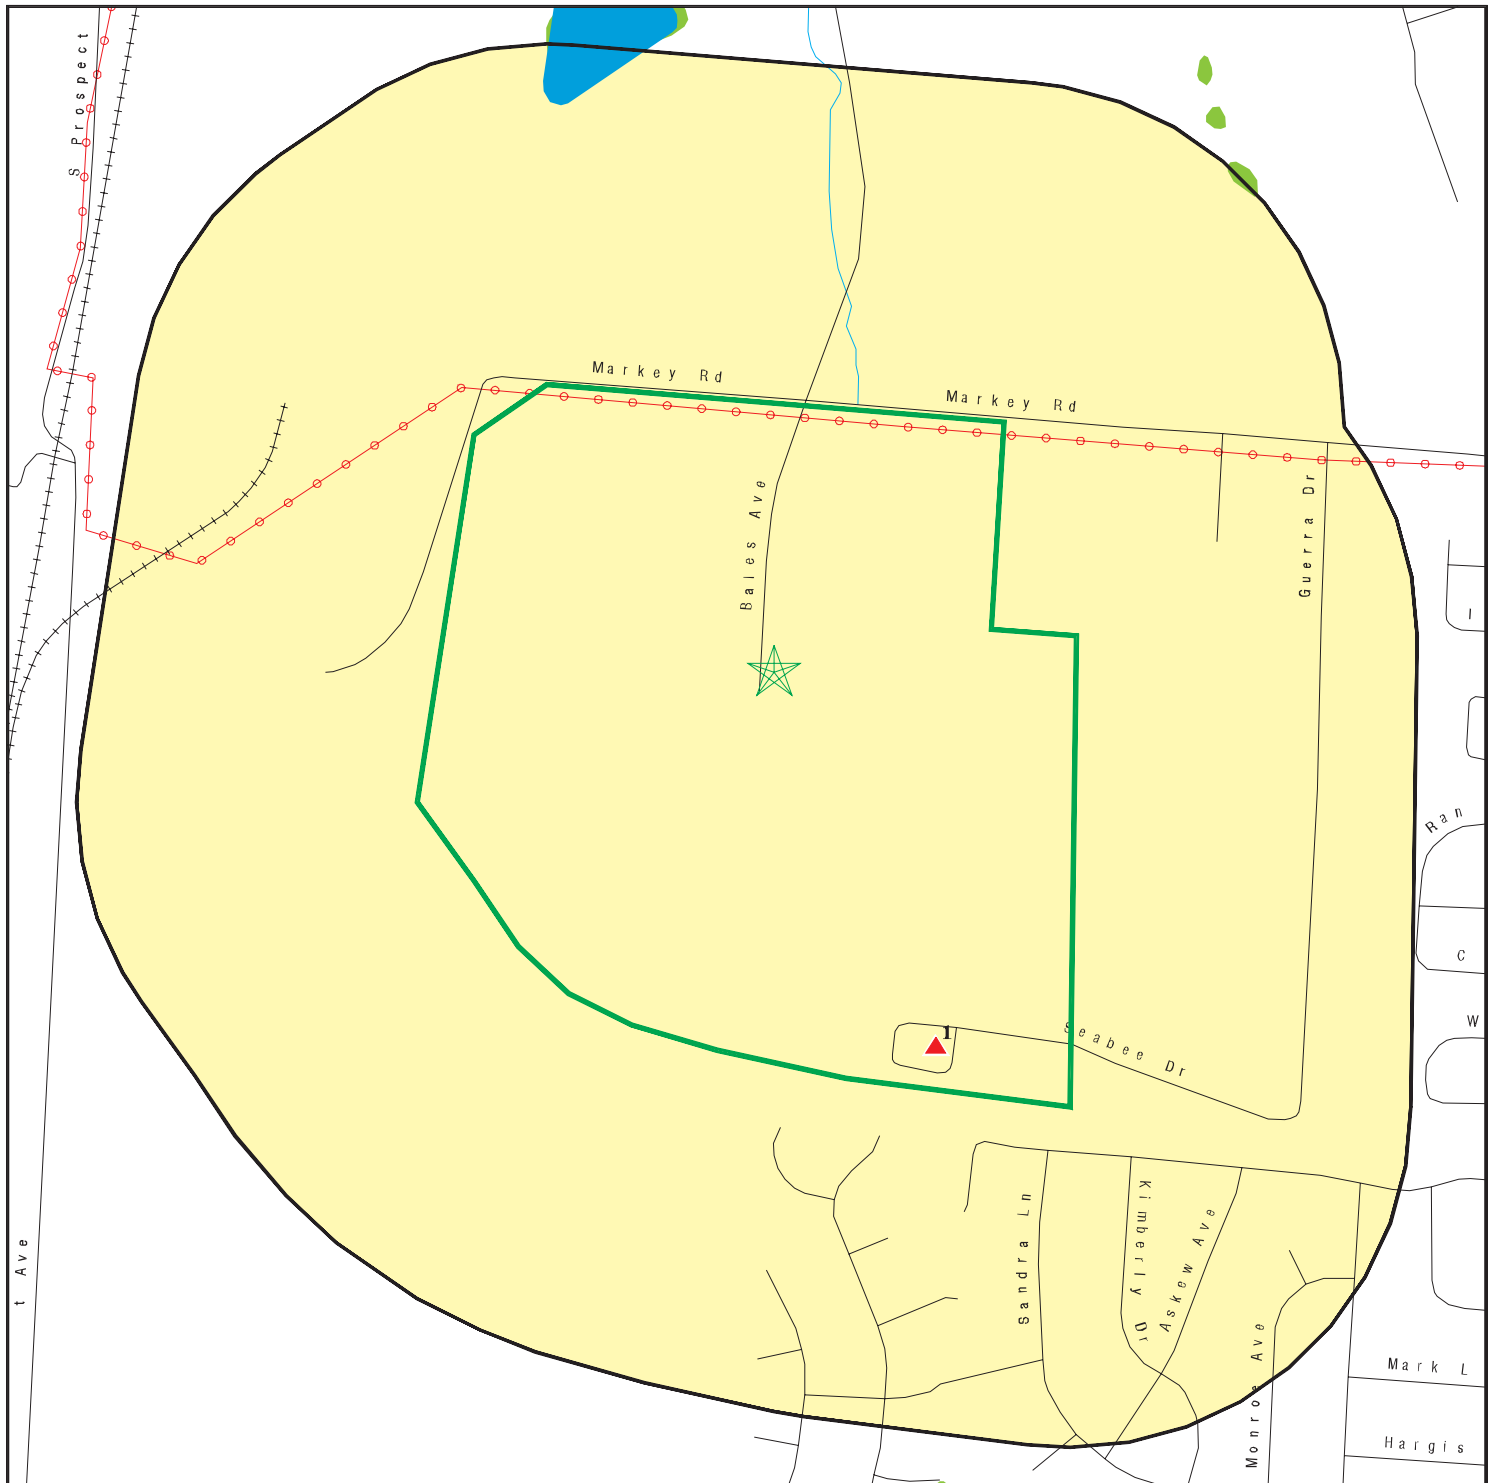 S Prospect
Markey Rd
Markey Rd
Bales Ave
Guerra Dr
I
Ran
C
W
1
Seabee Dr
Sandra Ln
Kimberly Dr
Askew Ave
t Ave
Monroe Ave
Mark L
Hargis